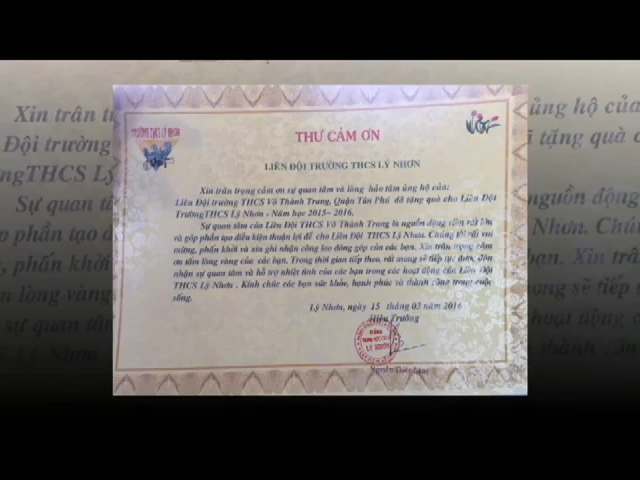 TRƯỜNG THCS LÝ NHƠN
THƯ CẢM ƠN
LIÊN ĐỘI TRƯỜNG THCS LÝ NHƠN
Xin trân trọng cảm ơn sự quan tâm và lòng hảo tâm ủng hộ của:
Liên Đội trường THCS Võ Thành Trang, Quận Tân Phú đã tặng quà cho Liên Đội
TrườngTHCS Lý Nhơn - Năm học 2015– 2016.
Sự quan tâm của Liên Đội THCS Võ Thành Trang là nguồn động viên rất lớn
và góp phần tạo điều kiện thuận lợi để cho Liên Đội THCS Lý Nhơn. Chúng tôi rất vui
mừng, phấn khởi và xin ghi nhận công lao đóng góp của các bạn. Xin trân trọng cảm
ơn tấm lòng vàng của các bạn. Trong thời gian tiếp theo, rất mong sẽ tiếp tục được đón
nhận sự quan tâm và hỗ trợ nhiệt tình của các bạn trong các hoạt động của Liên Đội
THCS Lý Nhơn . Kính chúc các bạn sức khỏe, hạnh phúc và thành công trong cuộc
sống.
Lý Nhơn, ngày 15 tháng 03 năm 2016
Hiệu Trưởng
LÝ NHƠN